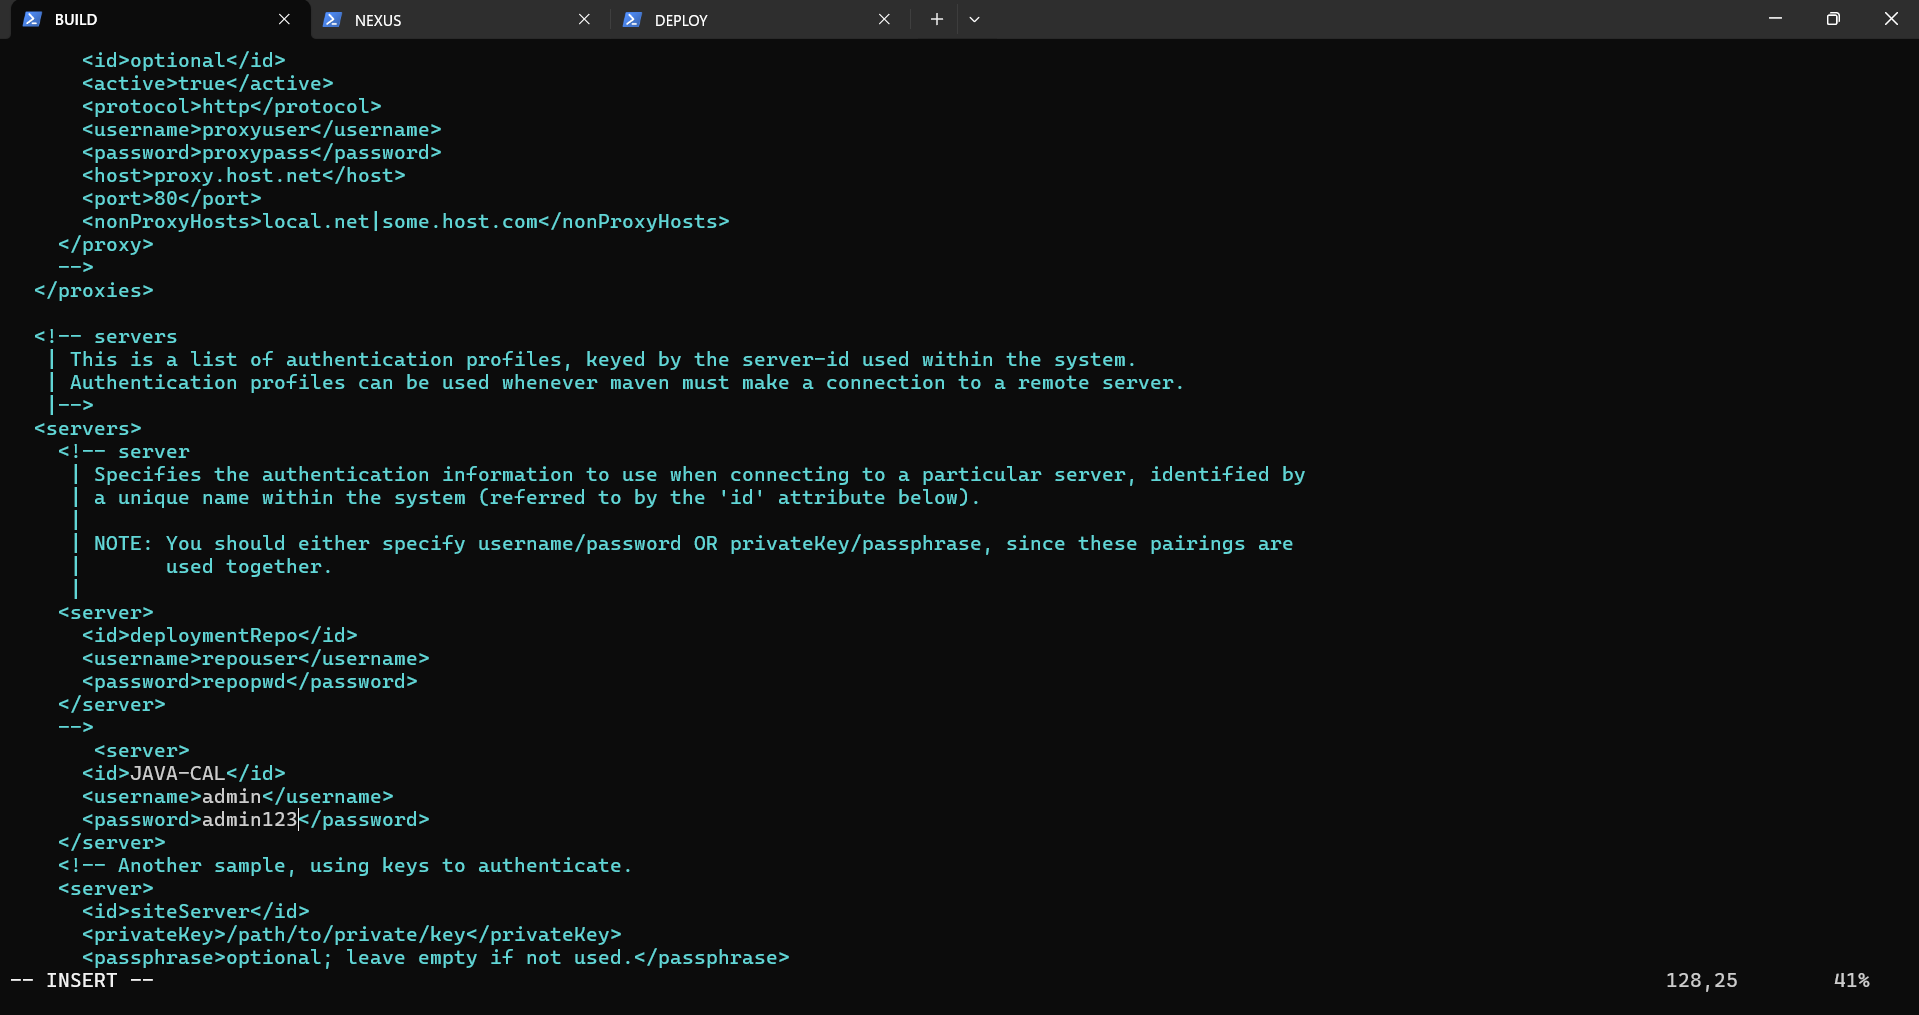 BUILD NEXUS DEPLOY
<id>optional</id>
<active>true</active>
<protocol>http</protocol>
<username>proxyuser</username>
<password>proxypass</password>
<host>proxy.host.net</host>
<port>80</port>
<nonProxyHosts>local.net|some.host.com</nonProxyHosts>
</proxy>
-->
</proxies>
<!-- servers
| This is a list of authentication profiles, keyed by the server-id used within the system.
| Authentication profiles can be used whenever maven must make a connection to a remote server.
|-->
<servers>
<!-- server
| Specifies the authentication information to use when connecting to a particular server, identified by
| a unique name within the system (referred to by the 'id' attribute below).
|
| NOTE: You should either specify username/password OR privateKey/passphrase, since these pairings are
| used together.
|
<server>
<id>deploymentRepo</id>
<username>repouser</username>
<password>repopwd</password>
</server>
-->
<server>
<id>JAVA-CAL</id>
<username>admin</username>
<password>admin123</password>
</server>
<!-- Another sample, using keys to authenticate.
<server>
<id>siteServer</id>
<privateKey>/path/to/private/key</privateKey>
<passphrase>optional; leave empty if not used.</passphrase>
-- INSERT -- 128,25 41%